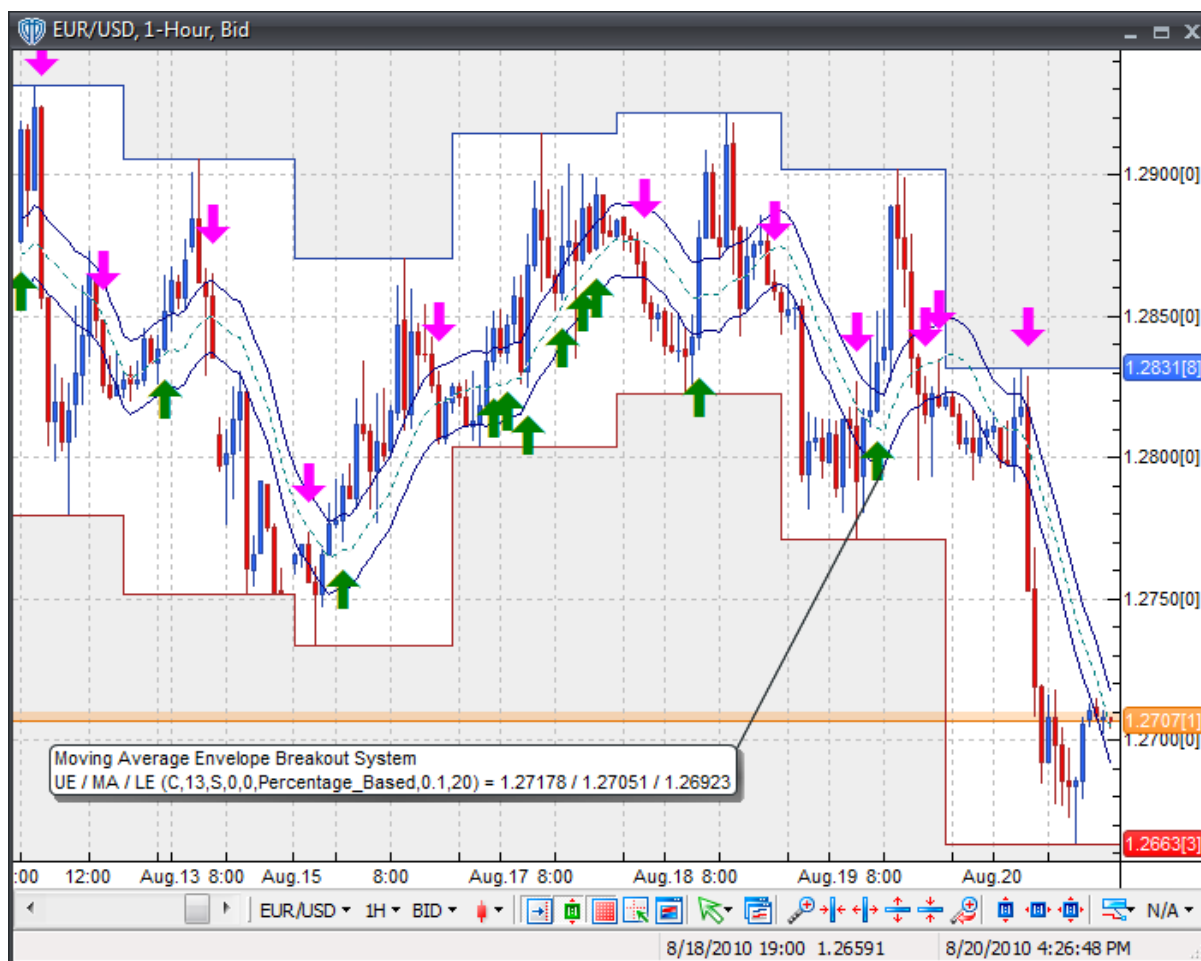 EUR/USD, 1-Hour, Bid
1.2900[0]
1.2850[0]
1.2831[8]
1.2800[0]
1.2750[0]
1.2707[1]
1.2700[0]
Moving Average Envelope Breakout System
UE / MA / LE (C,13,S,0,0,Percentage_Based,0.1,20) = 1.27178 / 1.27051 / 1.26923
1.2663[3]
:00 12:00 Aug.13 8:00 Aug.15 8:00 Aug.17 8:00 Aug.18 8:00 Aug.19 8:00 Aug.20
EUR/USD 1H BID N/A
8/18/2010 19:00 1.26591 8/20/2010 4:26:48 PM